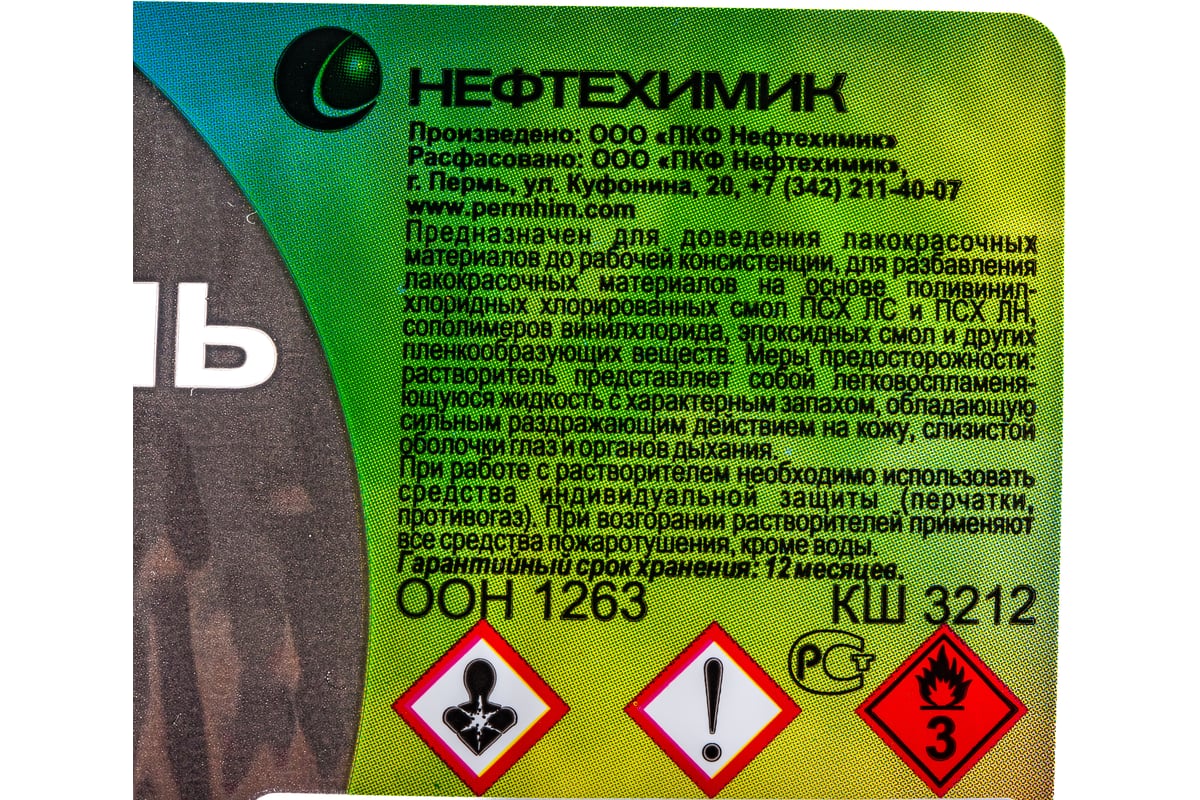 НЕФТЕХИМИК
Произведено: ООО «ПКФ Нефтехимик»
Расфасовано: ООО «ПКФ Нефтехимик»,
г. Пермь, ул. Куфонина, 20, +7 (342) 211-40-07
www.permhim.com
Предназначен для доведения лакокрасочных
материалов до рабочей консистенции, для разбавления
лакокрасочных материалов на основе поливинил-
хлоридных хлорированных смол ПСХ ЛС и ПСХ ЛН,
сополимеров винилхлорида, эпоксидных смол и других
пленкообразующих веществ. Меры предосторожности:
растворитель представляет собой легковоспламеня-
ющуюся жидкость с характерным запахом, обладающую
сильным раздражающим действием на кожу, слизистой
оболочки глаз и органов дыхания.
При работе с растворителем необходимо использовать
средства индивидуальной защиты (перчатки,
противогаз). При возгорании растворителей применяют
все средства пожаротушения, кроме воды.
Гарантийный срок хранения: 12 месяцев.
ООН 1263 КШ 3212
РСТ
3